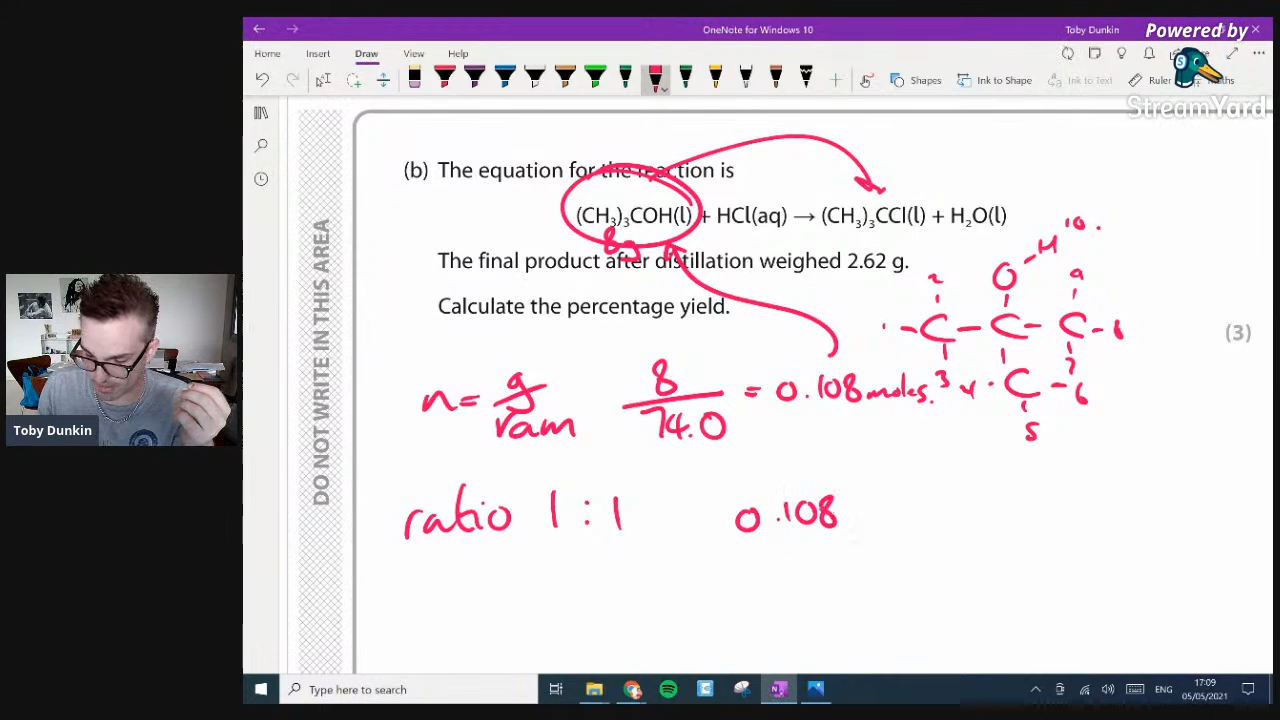 OneNote for Windows 10
Toby Dunkin
Powered by
StreamYard
Home Insert Draw View Help
Shapes Ink to Shape Ink to Text Ruler Maths
DO NOT WRITE IN THIS AREA
(b) The equation for the reaction is
(CH₃)₃COH(l) + HCl(aq) → (CH₃)₃CCl(l) + H₂O(l)
8g
The final product after distillation weighed 2.62 g.
Calculate the percentage yield.
(3)
O H 10.
C C C
C
n = g/ram 8/74.0 = 0.108 moles.
ratio 1 : 1 0.108
Toby Dunkin
Type here to search
ENG
17:09
05/05/2021